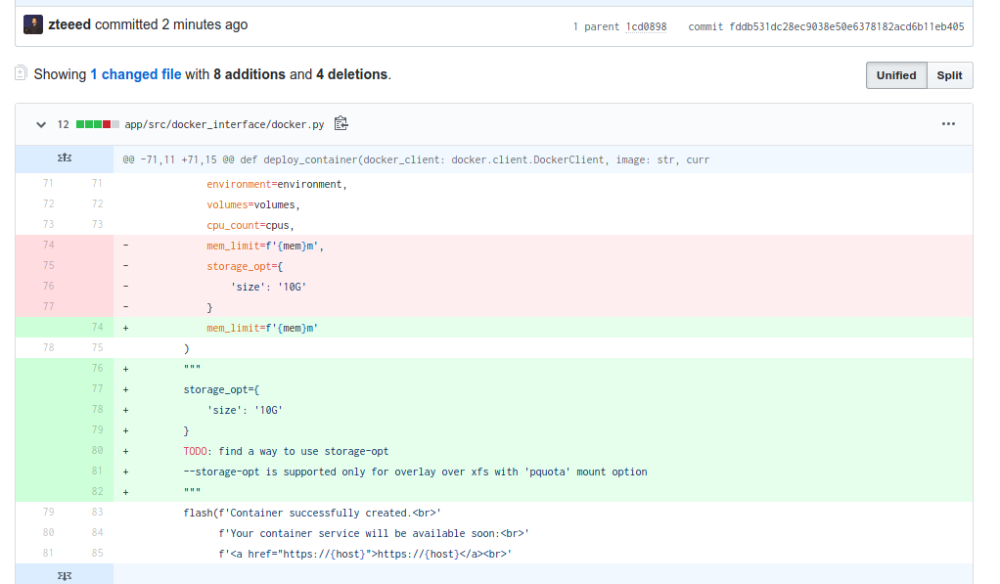 zteeed committed 2 minutes ago 1 parent 1cd0898 commit fddb531dc28ec9038e50e6378182acd6b11eb405
Showing 1 changed file with 8 additions and 4 deletions. Unified Split
12 app/src/docker_interface/docker.py ...
@@ -71,11 +71,15 @@ def deploy_container(docker_client: docker.client.DockerClient, image: str, curr
71 71 environment=environment,
72 72 volumes=volumes,
73 73 cpu_count=cpus,
74 - mem_limit=f'{mem}m',
75 - storage_opt={
76 - 'size': '10G'
77 - }
74 + mem_limit=f'{mem}m'
78 75 )
76 + """
77 + storage_opt={
78 + 'size': '10G'
79 + }
80 + TODO: find a way to use storage-opt
81 + --storage-opt is supported only for overlay over xfs with 'pquota' mount option
82 + """
79 83 flash(f'Container successfully created.<br>'
80 84 f'Your container service will be available soon:<br>'
81 85 f'<a href="https://{host}">https://{host}</a><br>'